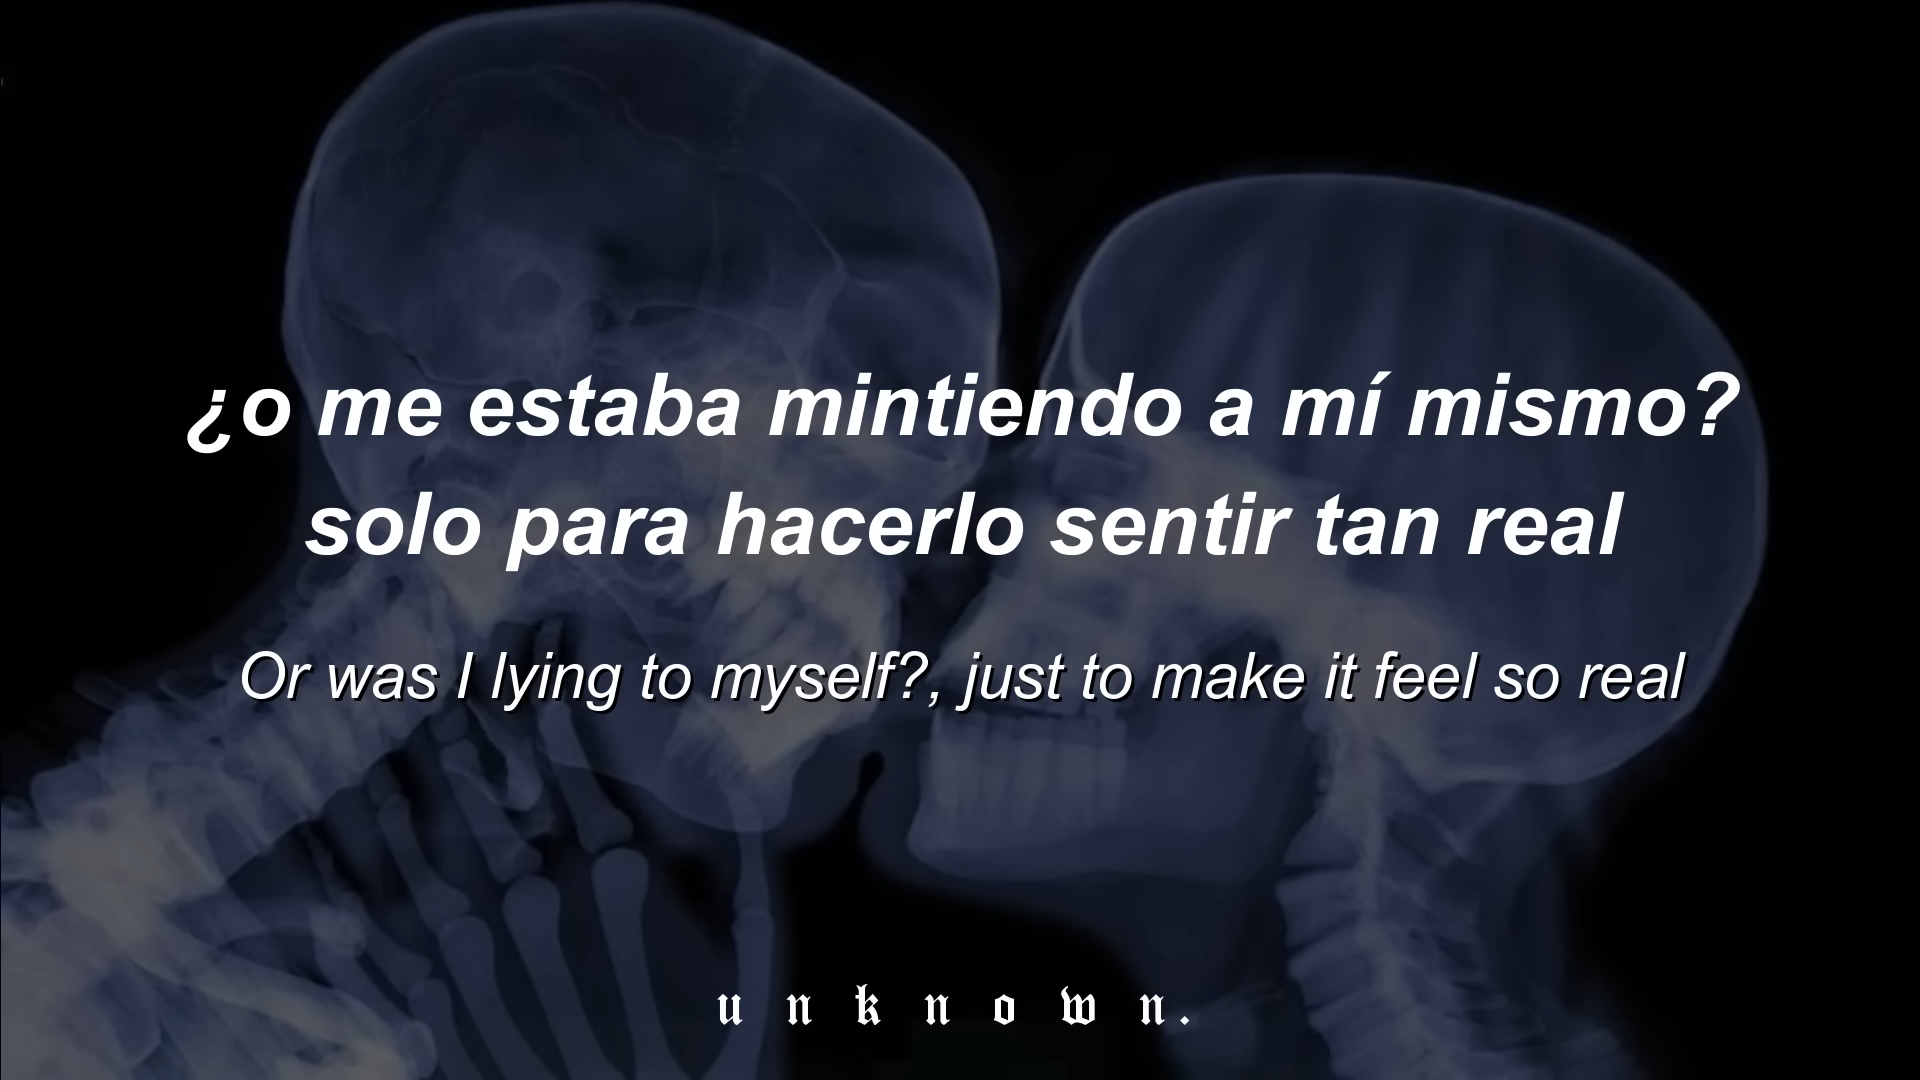 ¿o me estaba mintiendo a mí mismo?
solo para hacerlo sentir tan real
Or was I lying to myself?, just to make it feel so real
unknown.